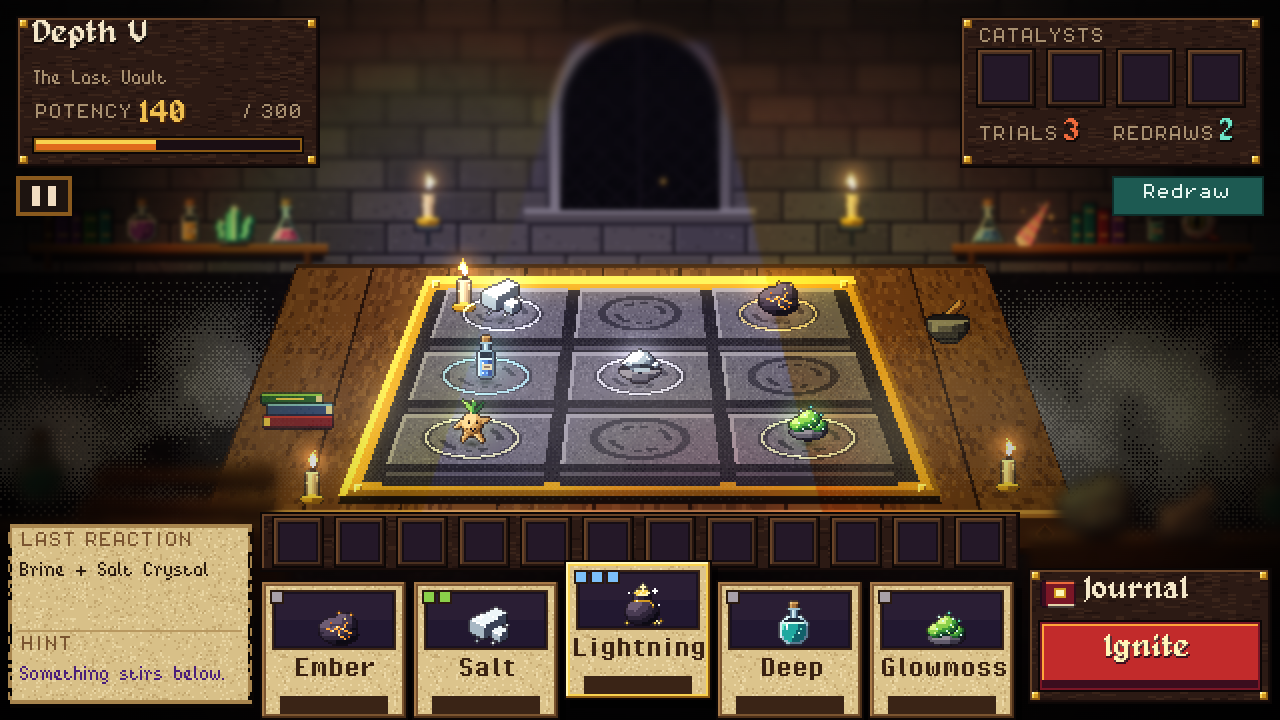 Depth V
The Last Vault
POTENCY 140 / 300
CATALYSTS
TRIALS 3 REDRAWS 2
Redraw
LAST REACTION
Brine + Salt Crystal
HINT
Something stirs below.
Ember
Salt
Lightning
Deep
Glowmoss
Journal
Ignite